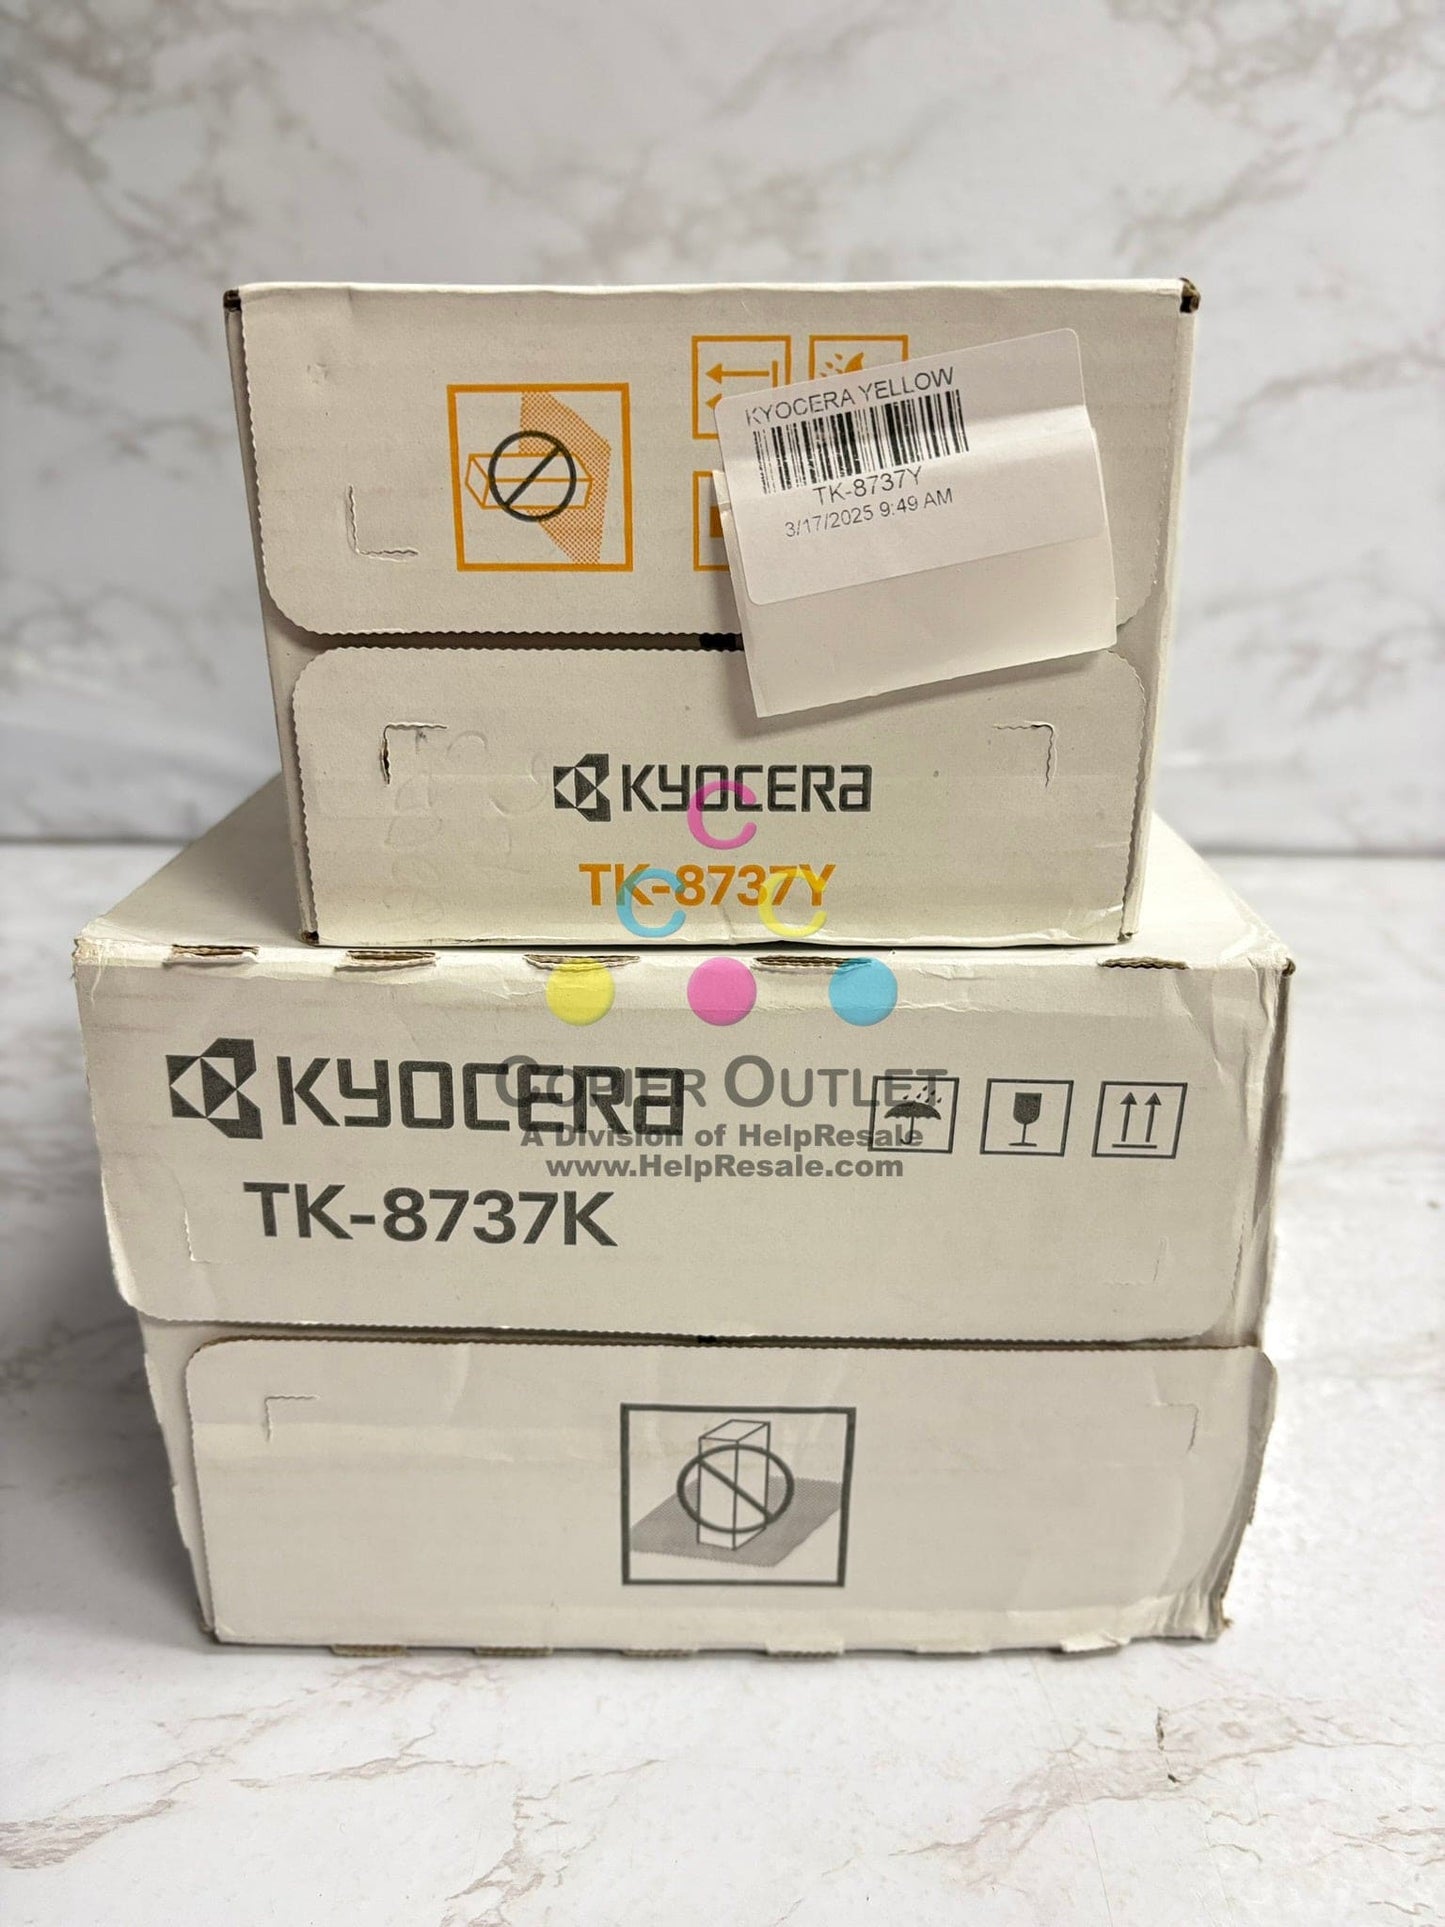 KYOCERA YELLOW
TK-8737Y
3/17/2025 9:49 AM
KYOCERA
TK-8737Y
C
C C
KYOCERA
COPIER OUTLET
A Division of HelpResale
www.HelpResale.com
TK-8737K